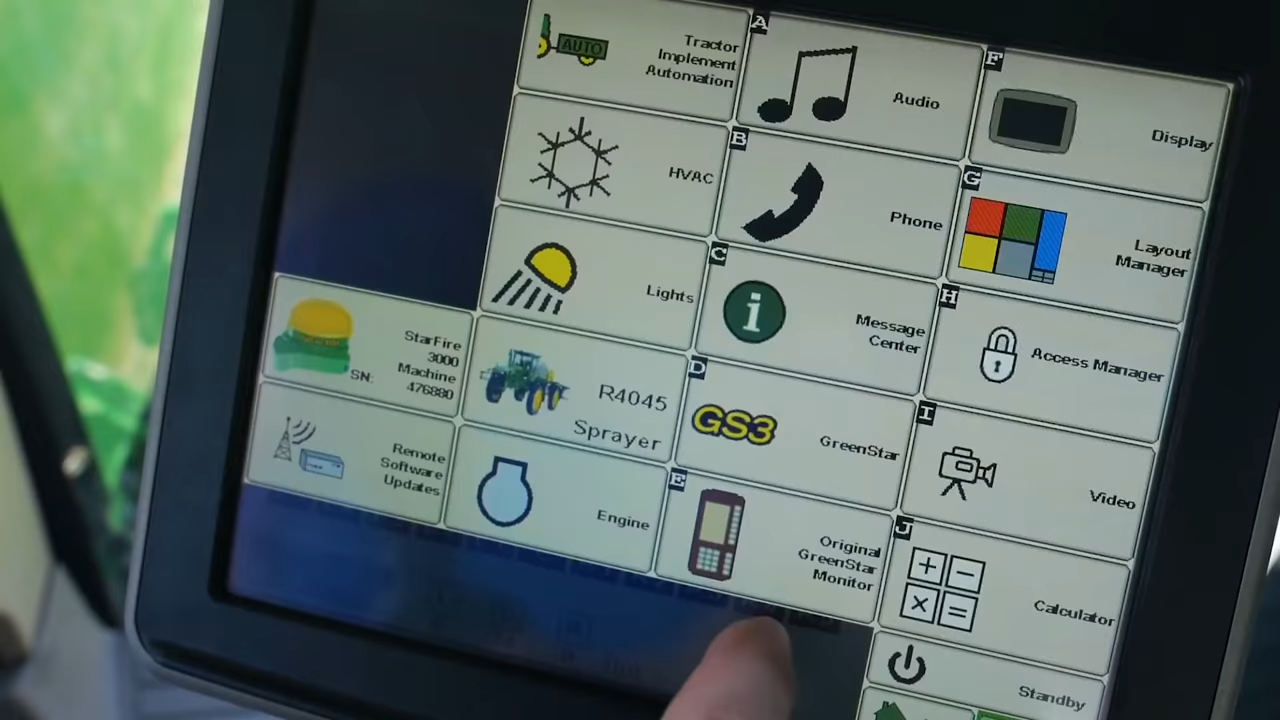 AUTO
Tractor
Implement
Automation
HVAC
Lights
StarFire
3000
Machine
SN: 476880
R4045
Sprayer
Remote
Software
Updates
Engine
A
Audio
B
Phone
C
i
Message
Center
D
GS3
GreenStar
E
Original
GreenStar
Monitor
F
Display
G
Layout
Manager
H
Access Manager
I
Video
J
+ −
× =
Calculator
Standby